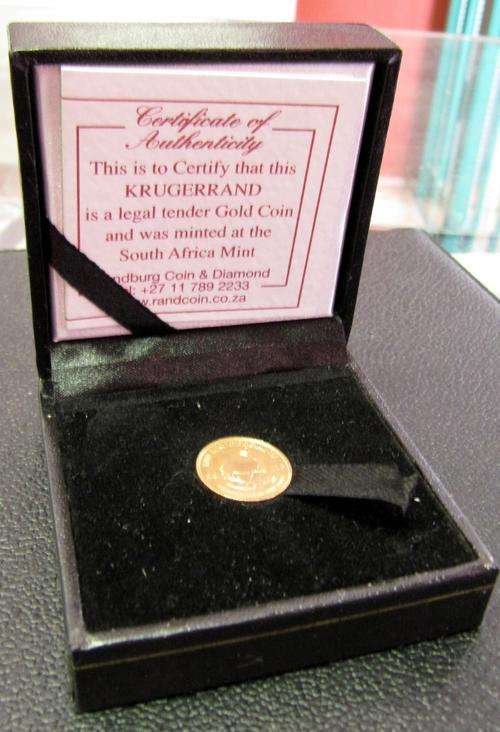 Certificate of
Authenticity
This is to Certify that this
KRUGERRAND
is a legal tender Gold Coin
and was minted at the
South Africa Mint
ndburg Coin & Diamond
l: +27 11 789 2233
w.randcoin.co.za